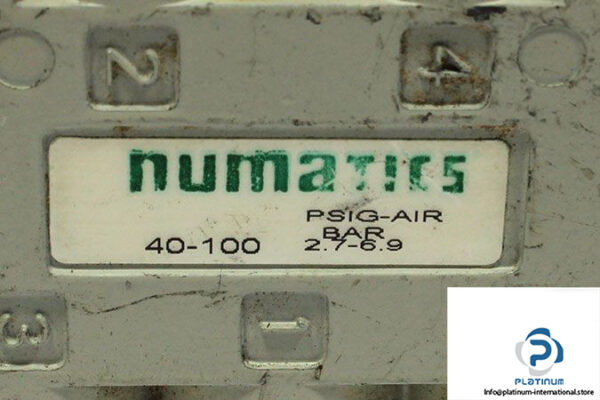 2 4
numatics
PSIG-AIR
40-100 BAR
2.7-6.9
3 1
PLATINUM
Info@platinum-international.store